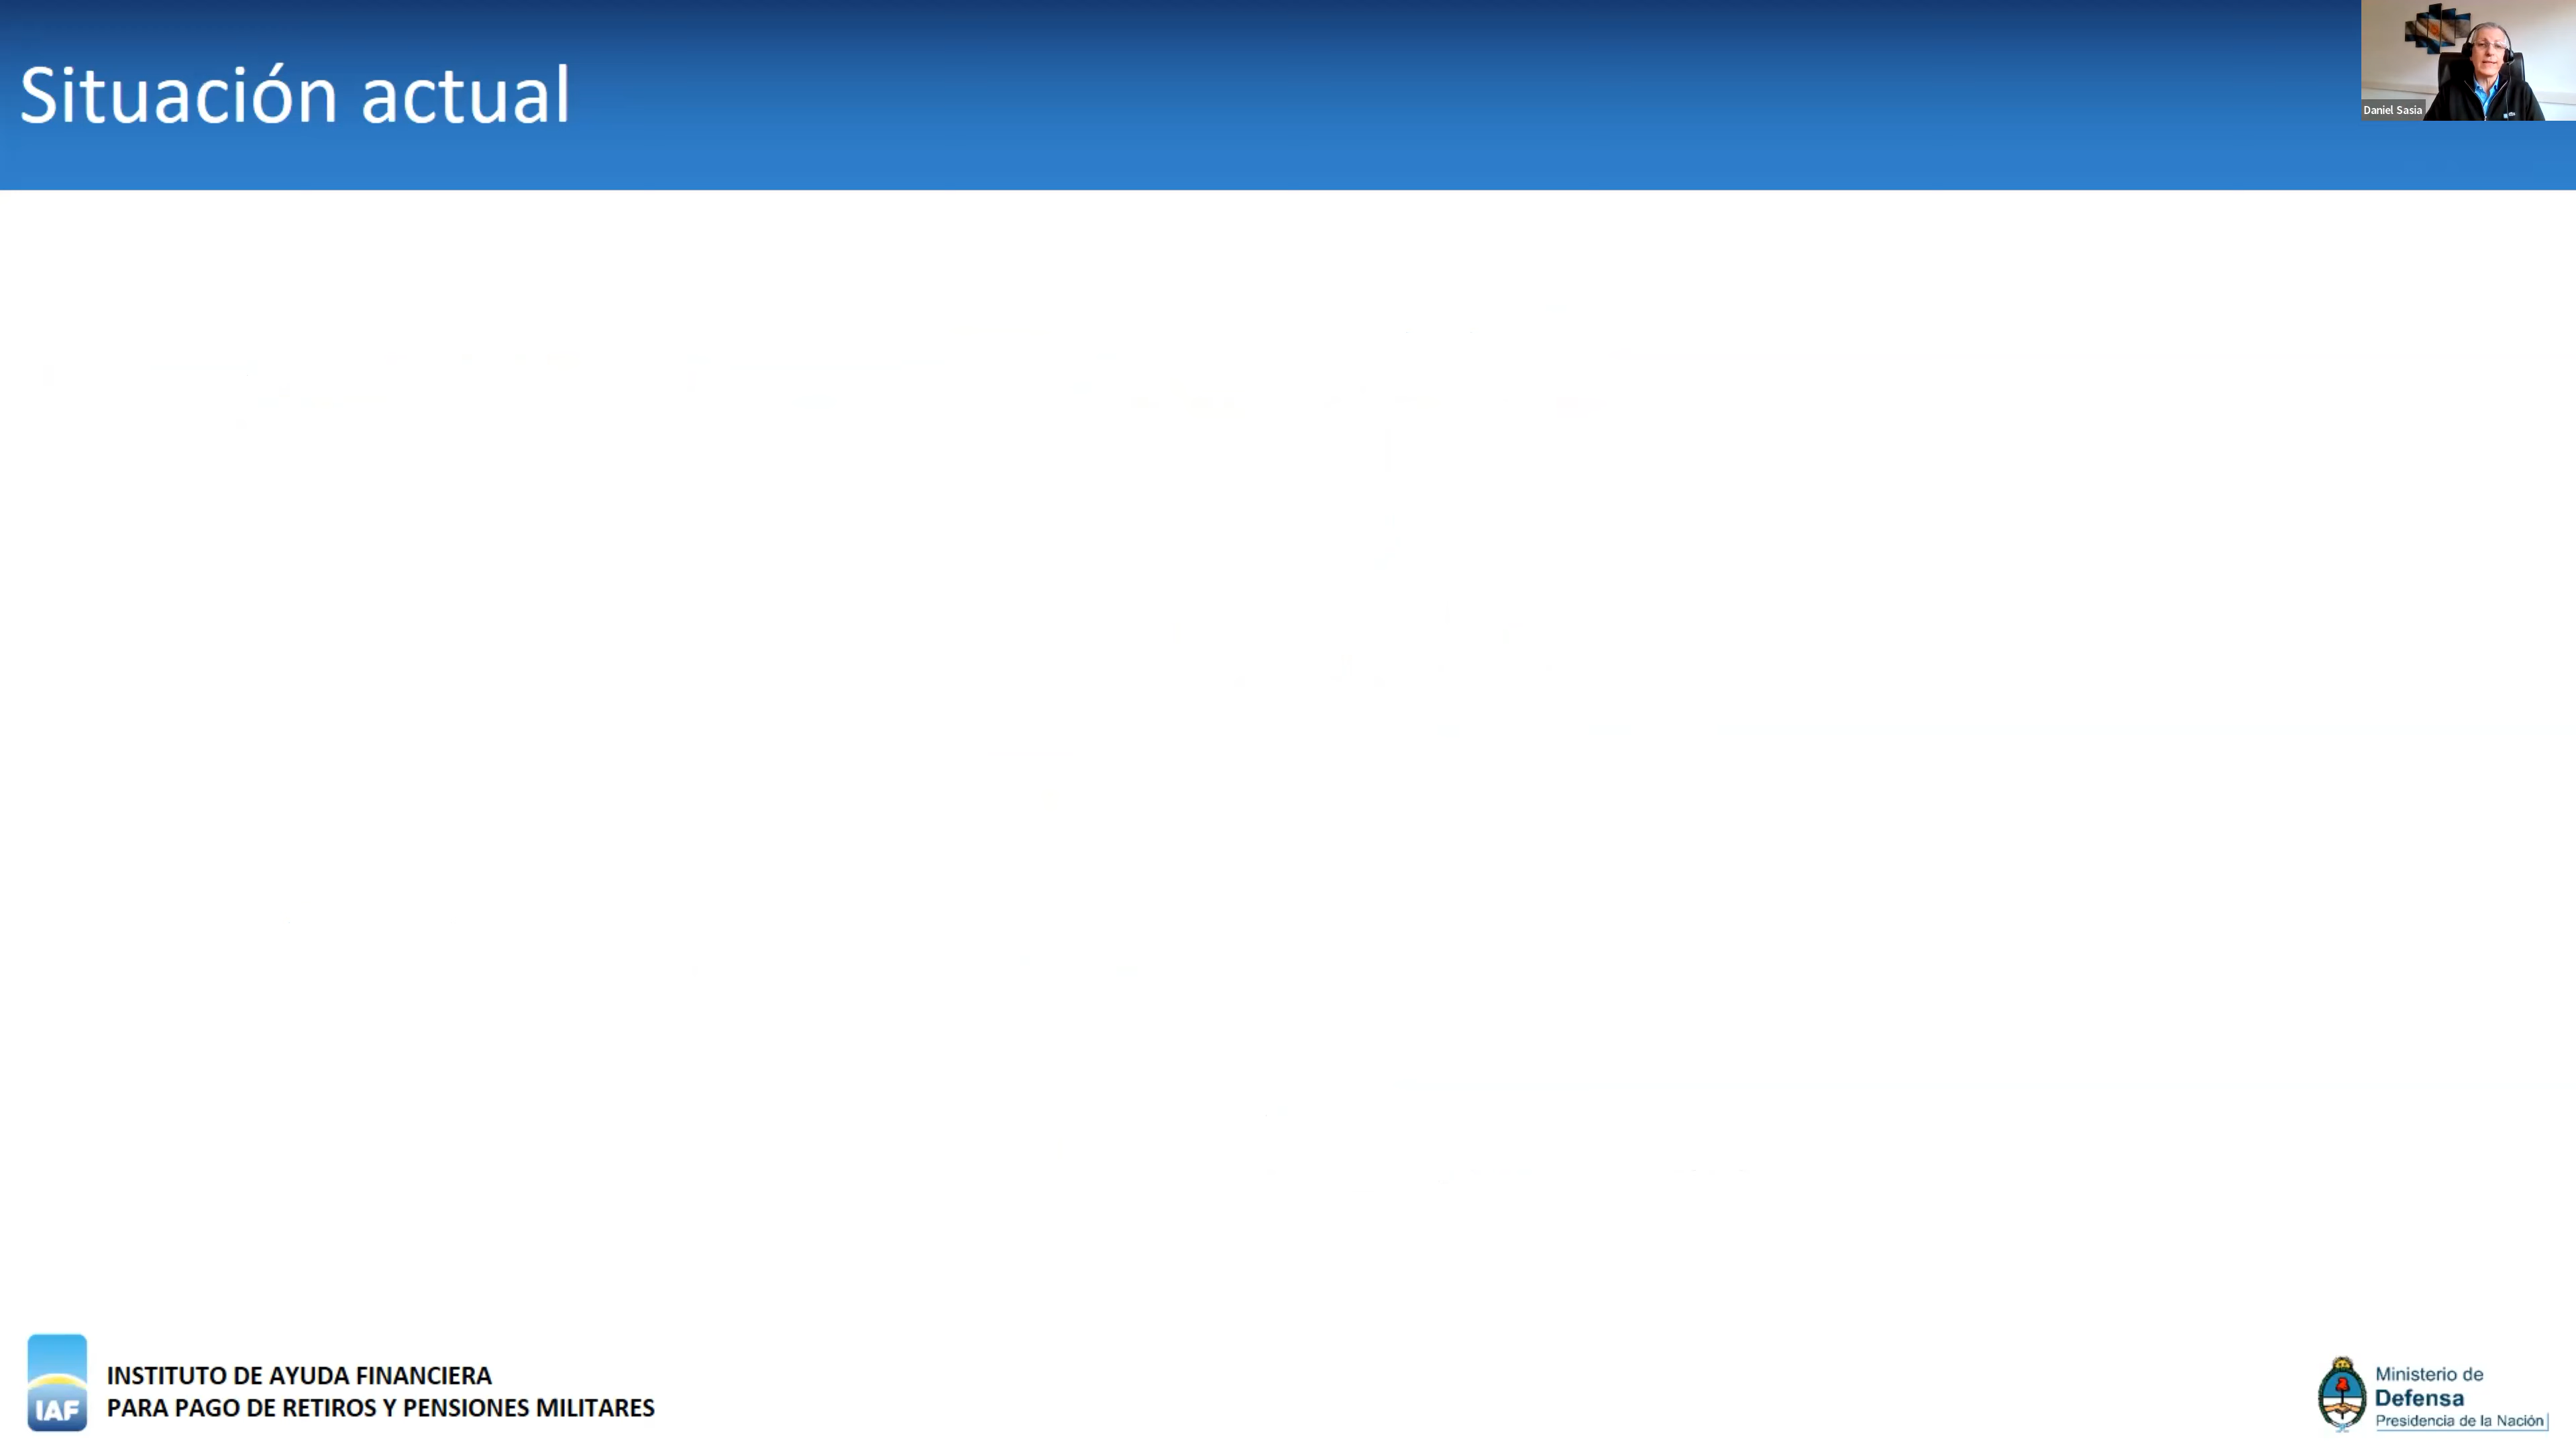 Situación actual
Daniel Sasia
IAF
INSTITUTO DE AYUDA FINANCIERA
PARA PAGO DE RETIROS Y PENSIONES MILITARES
Ministerio de
Defensa
Presidencia de la Nación